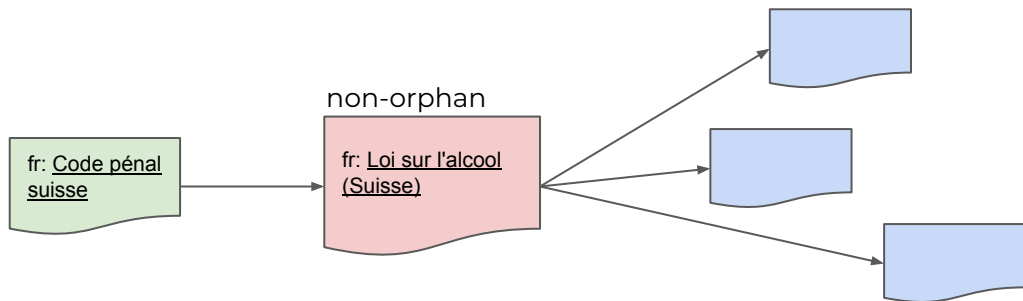 non-orphan
fr: Code pénal
suisse
fr: Loi sur l'alcool
(Suisse)